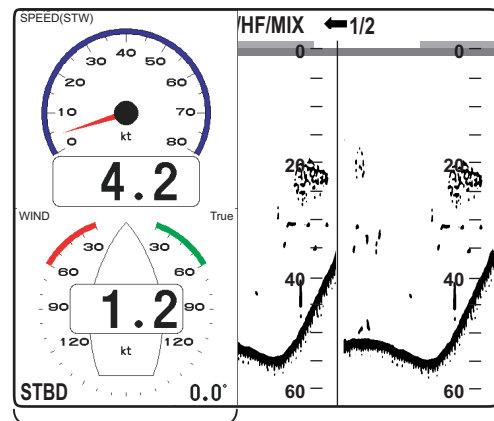 SPEED(STW)
0 10 20 30 40 50 60 70 80
kt
4.2
WIND True
30 30
60 60
90 90
120 120
1.2
kt
STBD 0.0°
/HF/MIX ←1/2
0 0
20 20
40 40
60 60